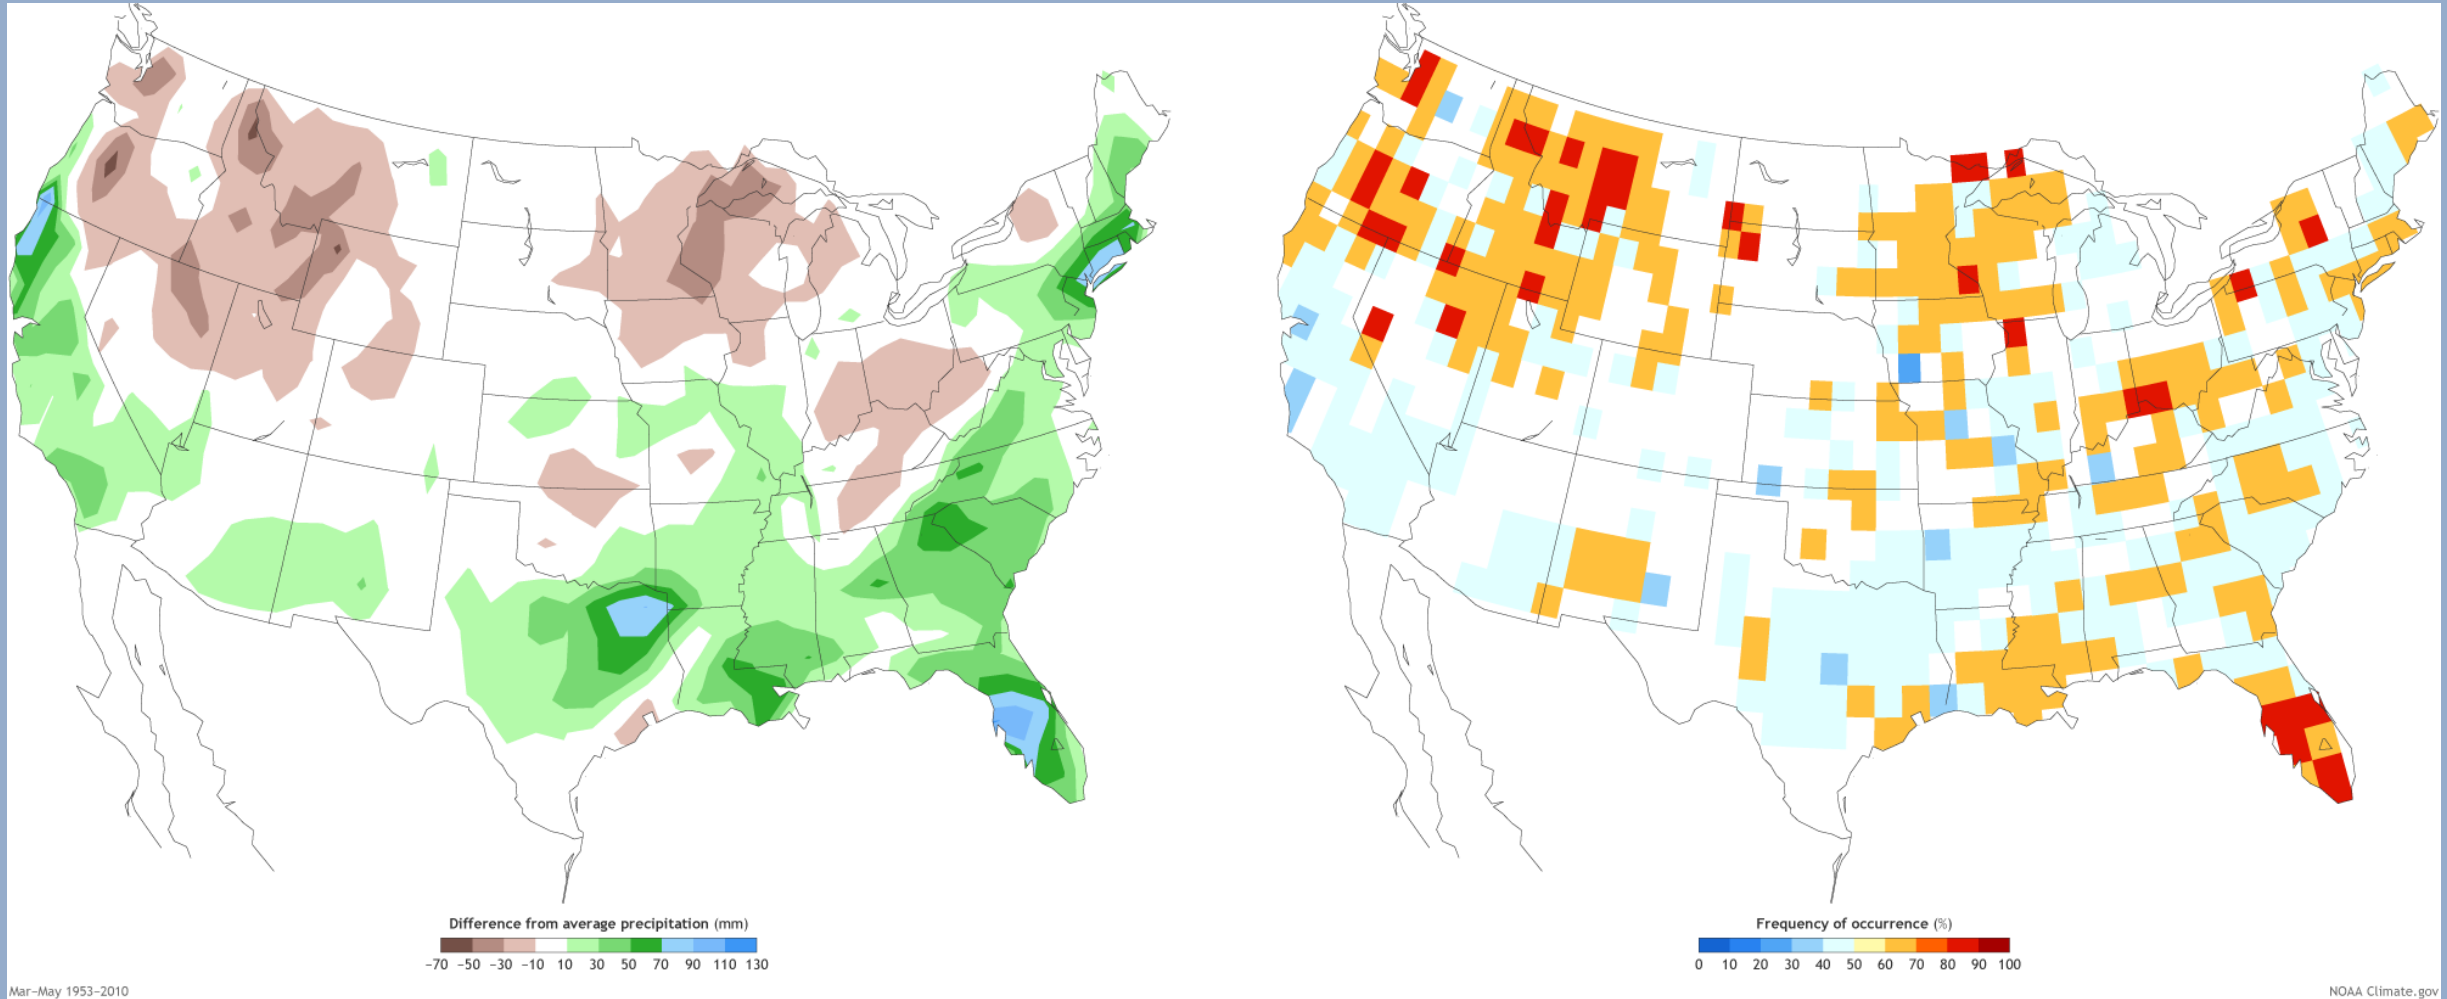 Difference from average precipitation (mm)
−70 −50 −30 −10 10 30 50 70 90 110 130
Frequency of occurrence (%)
0 10 20 30 40 50 60 70 80 90 100
Mar–May 1953–2010
NOAA Climate.gov